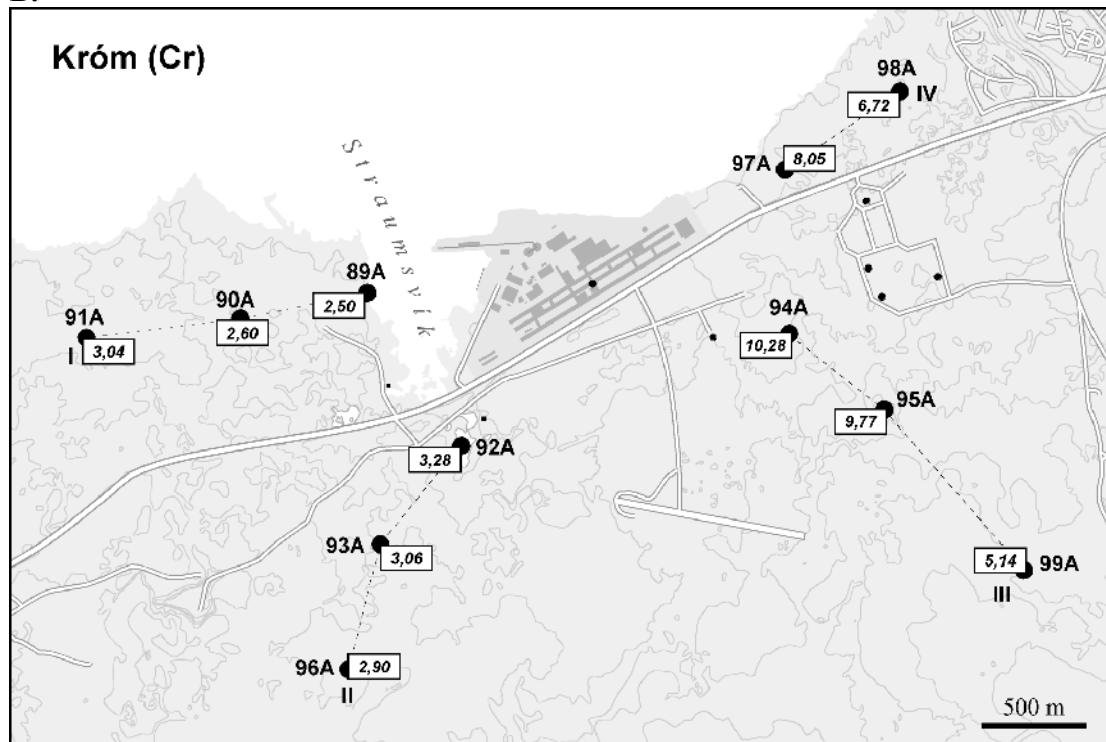 Króm (Cr)
98A
IV
6,72
97A
8,05
Straumsvík
89A
2,50
90A
2,60
91A
I
3,04
94A
10,28
95A
9,77
92A
3,28
93A
3,06
5,14
99A
III
96A
2,90
II
500 m